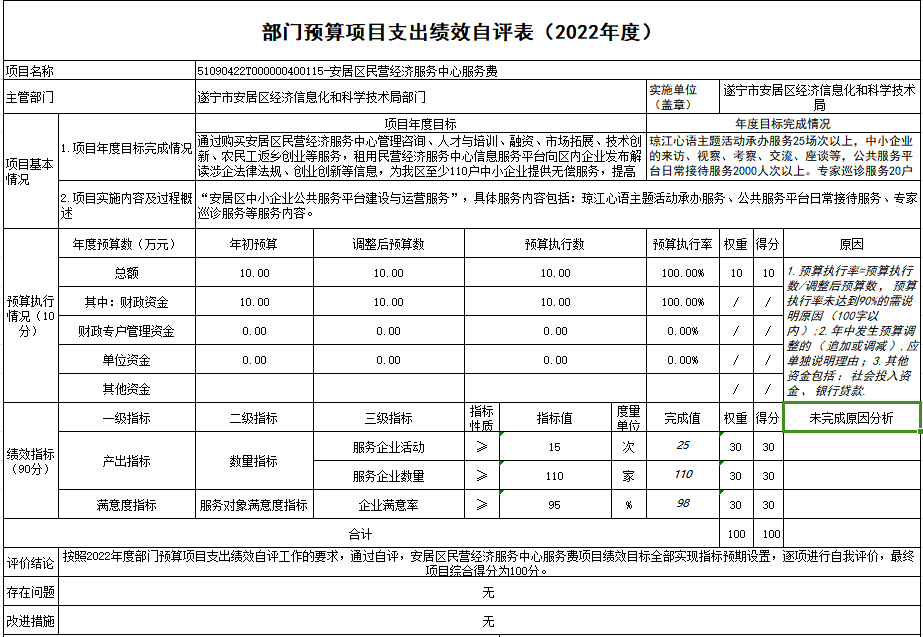 部门预算项目支出绩效自评表（2022年度）
项目名称
51090422T000000400115-安居区民营经济服务中心服务费
主管部门
遂宁市安居区经济信息化和科学技术局部门
实施单位
（盖章）
遂宁市安居区经济信息化和科学技术
局
项目基本
情况
1.项目年度目标完成情况
项目年度目标
通过购买安居区民营经济服务中心管理咨询、人才与培训、融资、市场拓展、技术创
新、农民工返乡创业等服务，租用民营经济服务中心信息服务平台向区内企业发布解
读涉企法律法规、创业创新等信息，为我区至少110户中小企业提供无偿服务，提高
年度目标完成情况
琼江心语主题活动承办服务25场次以上，中小企业
的来访、视察、考察、交流、座谈等，公共服务平
台日常接待服务2000人次以上。专家巡诊服务20户
2.项目实施内容及过程概
述
“安居区中小企业公共服务平台建设与运营服务”，具体服务内容包括：琼江心语主题活动承办服务、公共服务平台日常接待服务、专家
巡诊服务等服务内容。
预算执行
情况（10
分）
年度预算数（万元） 年初预算 调整后预算数 预算执行数 预算执行率 权重 得分 原因
总额 10.00 10.00 10.00 100.00% 10 10
其中：财政资金 10.00 10.00 10.00 100.00% / /
财政专户管理资金 0.00 0.00 0.00 0.00% / /
单位资金 0.00 0.00 0.00 0.00% / /
其他资金 / /
1.预算执行率=预算执行
数/调整后预算数，预算
执行率未达到90%的需说
明原因（100字以
内）;2.年中发生预算调
整的（追加或调减）,应
单独说明理由；3.其他
资金包括：社会投入资
金、银行贷款.
绩效指标
（90分）
一级指标 二级指标 三级指标 指标
性质 指标值 度量
单位 完成值 权重 得分 未完成原因分析
产出指标 数量指标 服务企业活动 ≥ 15 次 25 30 30
服务企业数量 ≥ 110 家 110 30 30
满意度指标 服务对象满意度指标 企业满意率 ≥ 95 % 98 30 30
合计 100 100
评价结论
按照2022年度部门预算项目支出绩效自评工作的要求，通过自评，安居区民营经济服务中心服务费项目绩效目标全部实现指标预期设置，逐项进行自我评价，最终
项目综合得分为100分。
存在问题 无
改进措施 无